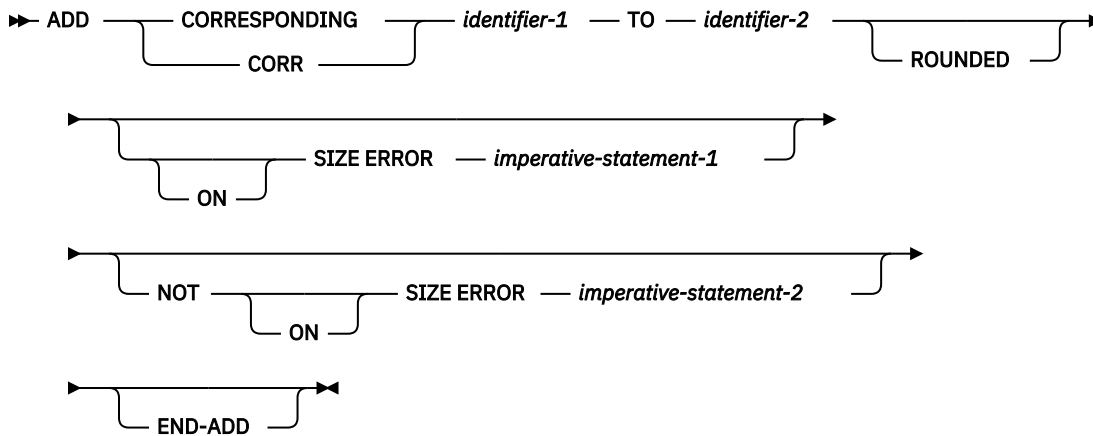 ADD CORRESPONDING identifier-1 TO identifier-2
CORR ROUNDED
SIZE ERROR imperative-statement-1
ON
NOT SIZE ERROR imperative-statement-2
ON
END-ADD